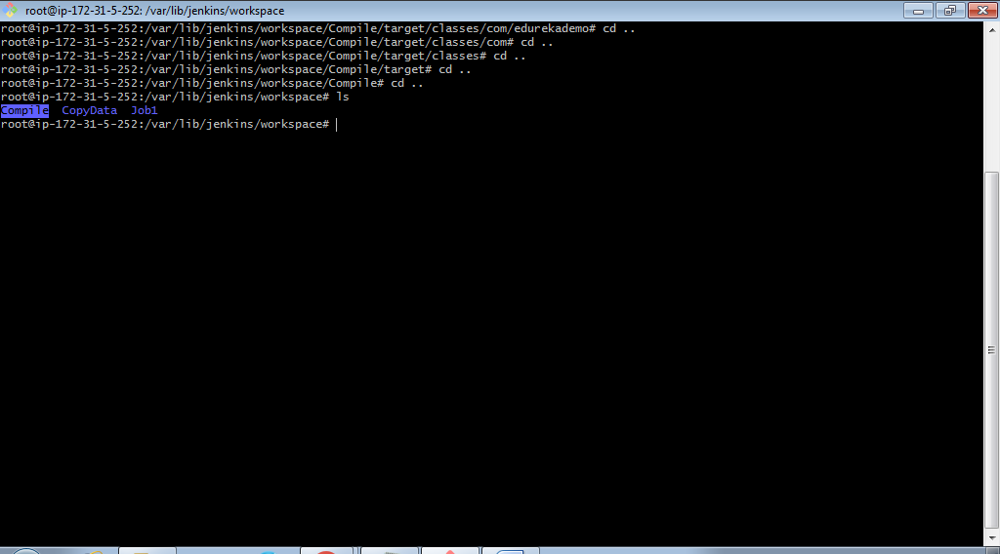 root@ip-172-31-5-252: /var/lib/jenkins/workspace
root@ip-172-31-5-252:/var/lib/jenkins/workspace/Compile/target/classes/com/edurekademo# cd ..
root@ip-172-31-5-252:/var/lib/jenkins/workspace/Compile/target/classes/com# cd ..
root@ip-172-31-5-252:/var/lib/jenkins/workspace/Compile/target/classes# cd ..
root@ip-172-31-5-252:/var/lib/jenkins/workspace/Compile/target# cd ..
root@ip-172-31-5-252:/var/lib/jenkins/workspace/Compile# cd ..
root@ip-172-31-5-252:/var/lib/jenkins/workspace# ls
Compile  CopyData  Job1
root@ip-172-31-5-252:/var/lib/jenkins/workspace#